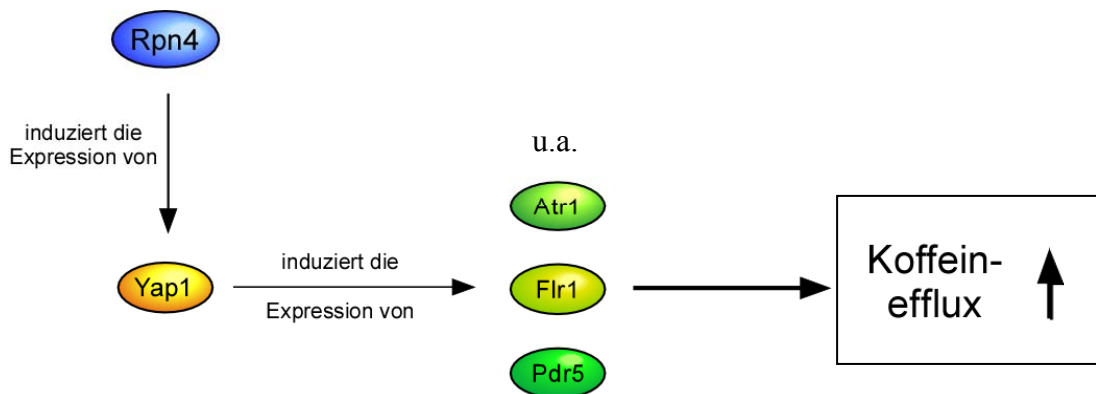 Rpn4
induziert die
Expression von
Yap1
induziert die
Expression von
u.a.
Atr1
Flr1
Pdr5
Koffein-
efflux